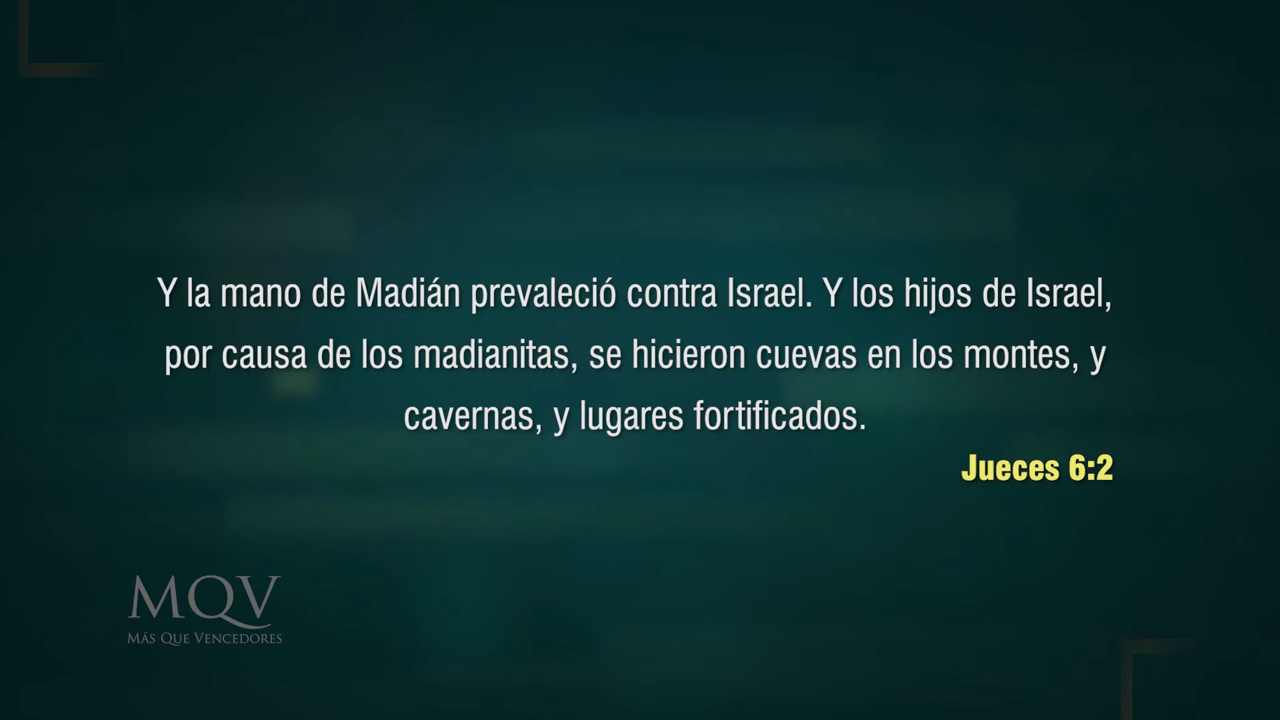 Y la mano de Madián prevaleció contra Israel. Y los hijos de Israel,
por causa de los madianitas, se hicieron cuevas en los montes, y
cavernas, y lugares fortificados.
Jueces 6:2
MQV
MÁS QUE VENCEDORES